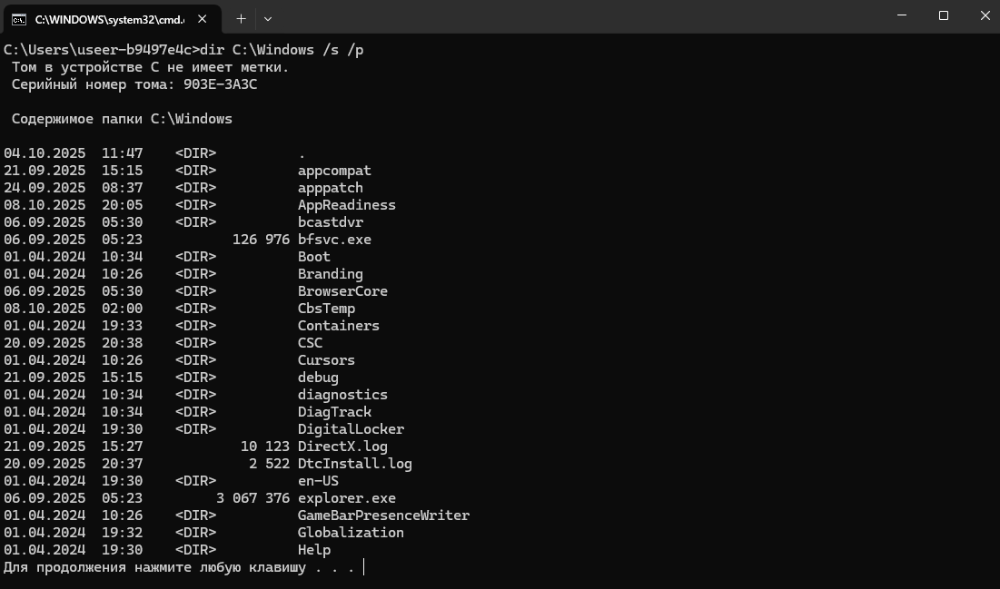 C:\WINDOWS\system32\cmd.
C:\Users\useer-b9497e4c>dir C:\Windows /s /p
 Том в устройстве C не имеет метки.
 Серийный номер тома: 903E-3A3C

 Содержимое папки C:\Windows

04.10.2025  11:47    <DIR>          .
21.09.2025  15:15    <DIR>          appcompat
24.09.2025  08:37    <DIR>          apppatch
08.10.2025  20:05    <DIR>          AppReadiness
06.09.2025  05:30    <DIR>          bcastdvr
06.09.2025  05:23           126 976 bfsvc.exe
01.04.2024  10:34    <DIR>          Boot
01.04.2024  10:26    <DIR>          Branding
06.09.2025  05:30    <DIR>          BrowserCore
08.10.2025  02:00    <DIR>          CbsTemp
01.04.2024  19:33    <DIR>          Containers
20.09.2025  20:38    <DIR>          CSC
01.04.2024  10:26    <DIR>          Cursors
21.09.2025  15:15    <DIR>          debug
01.04.2024  10:34    <DIR>          diagnostics
01.04.2024  10:34    <DIR>          DiagTrack
01.04.2024  19:30    <DIR>          DigitalLocker
21.09.2025  15:27            10 123 DirectX.log
20.09.2025  20:37             2 522 DtcInstall.log
01.04.2024  19:30    <DIR>          en-US
06.09.2025  05:23         3 067 376 explorer.exe
01.04.2024  10:26    <DIR>          GameBarPresenceWriter
01.04.2024  19:32    <DIR>          Globalization
01.04.2024  19:30    <DIR>          Help
Для продолжения нажмите любую клавишу . . .